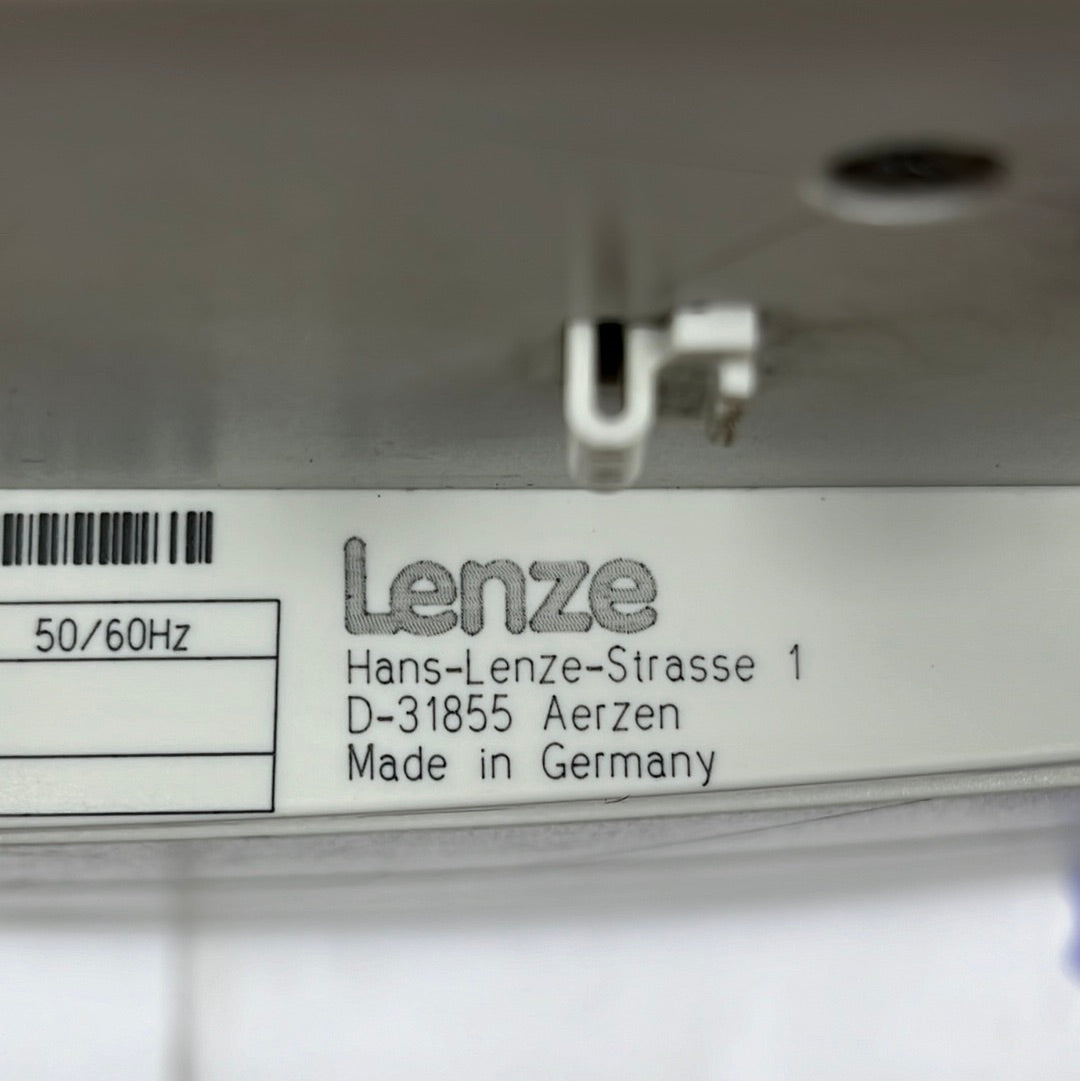 50/60Hz
Lenze
Hans-Lenze-Strasse 1
D-31855 Aerzen
Made in Germany